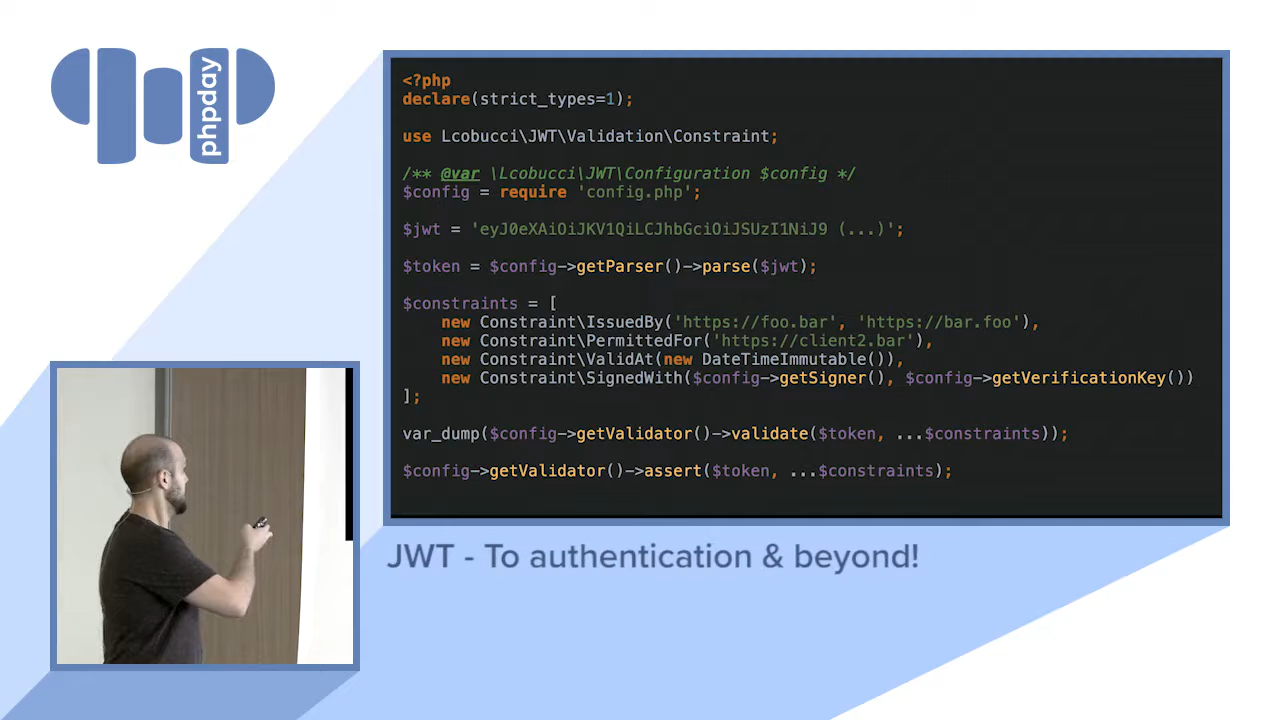 phpday
<?php
declare(strict_types=1);
use Lcobucci\JWT\Validation\Constraint;
/** @var \Lcobucci\JWT\Configuration $config */
$config = require 'config.php';
$jwt = 'eyJ0eXAiOiJKV1QiLCJhbGciOiJSUzI1NiJ9 (...)';
$token = $config->getParser()->parse($jwt);
$constraints = [
    new Constraint\IssuedBy('https://foo.bar', 'https://bar.foo'),
    new Constraint\PermittedFor('https://client2.bar'),
    new Constraint\ValidAt(new DateTimeImmutable()),
    new Constraint\SignedWith($config->getSigner(), $config->getVerificationKey())
];
var_dump($config->getValidator()->validate($token, ...$constraints));
$config->getValidator()->assert($token, ...$constraints);
JWT - To authentication & beyond!